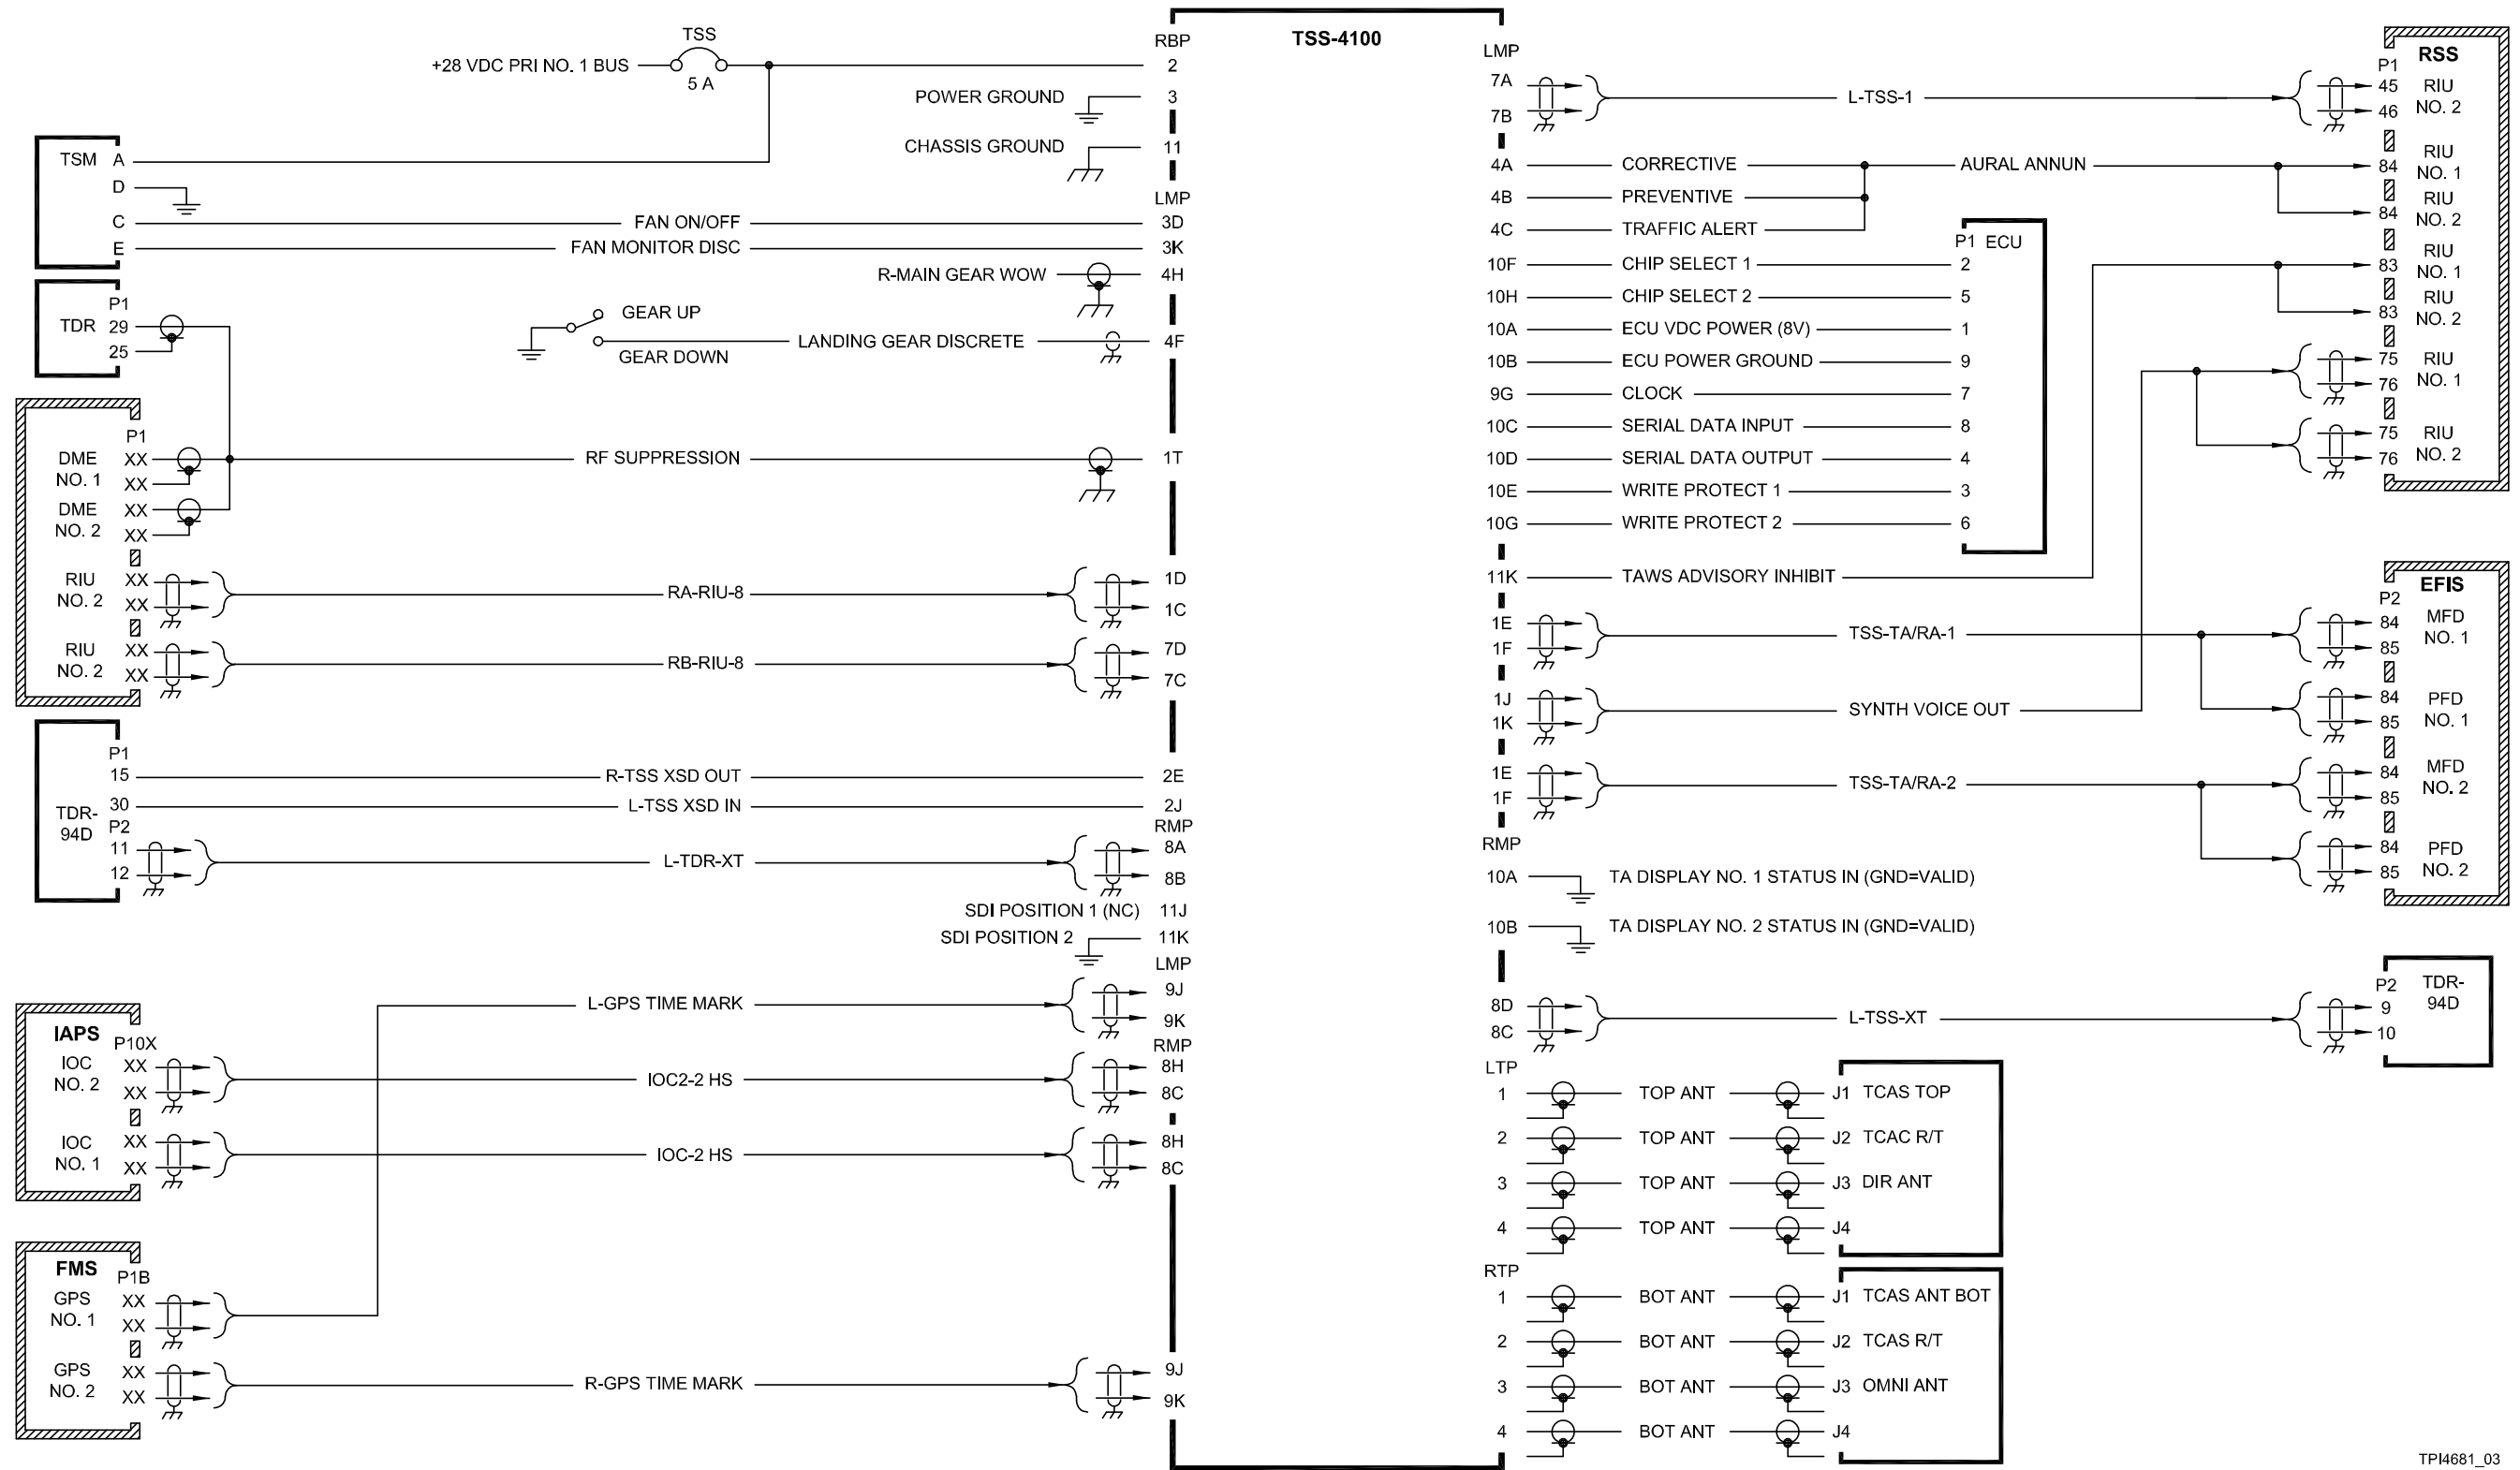 TSS-4100
TSS
+28 VDC PRI NO. 1 BUS
5 A
RBP
2
POWER GROUND
3
CHASSIS GROUND
11
TSM
A
D
C
E
LMP
FAN ON/OFF
3D
FAN MONITOR DISC
3K
R-MAIN GEAR WOW
4H
GEAR UP
GEAR DOWN
LANDING GEAR DISCRETE
4F
TDR
P1
29
25
P1
DME
NO. 1
XX
XX
DME
NO. 2
XX
XX
RF SUPPRESSION
1T
RIU
NO. 2
XX
XX
RA-RIU-8
1D
1C
RIU
NO. 2
XX
XX
RB-RIU-8
7D
7C
TDR-
94D
P1
15
R-TSS XSD OUT
2E
30
L-TSS XSD IN
2J
P2
11
12
L-TDR-XT
RMP
8A
8B
SDI POSITION 1 (NC)
11J
SDI POSITION 2
11K
LMP
L-GPS TIME MARK
9J
9K
IAPS
P10X
IOC
NO. 2
XX
XX
IOC2-2 HS
RMP
8H
8C
IOC
NO. 1
XX
XX
IOC-2 HS
8H
8C
FMS
P1B
GPS
NO. 1
XX
XX
GPS
NO. 2
XX
XX
R-GPS TIME MARK
9J
9K
LMP
7A
7B
L-TSS-1
4A
CORRECTIVE
AURAL ANNUN
4B
PREVENTIVE
4C
TRAFFIC ALERT
P1 ECU
10F
CHIP SELECT 1
2
10H
CHIP SELECT 2
5
10A
ECU VDC POWER (8V)
1
10B
ECU POWER GROUND
9
9G
CLOCK
7
10C
SERIAL DATA INPUT
8
10D
SERIAL DATA OUTPUT
4
10E
WRITE PROTECT 1
3
10G
WRITE PROTECT 2
6
11K
TAWS ADVISORY INHIBIT
1E
1F
TSS-TA/RA-1
1J
1K
SYNTH VOICE OUT
1E
1F
TSS-TA/RA-2
RMP
10A
TA DISPLAY NO. 1 STATUS IN (GND=VALID)
10B
TA DISPLAY NO. 2 STATUS IN (GND=VALID)
8D
8C
L-TSS-XT
LTP
1
TOP ANT
J1 TCAS TOP
2
TOP ANT
J2 TCAC R/T
3
TOP ANT
J3 DIR ANT
4
TOP ANT
J4
RTP
1
BOT ANT
J1 TCAS ANT BOT
2
BOT ANT
J2 TCAS R/T
3
BOT ANT
J3 OMNI ANT
4
BOT ANT
J4
RSS
P1
45
46
RIU
NO. 2
84
RIU
NO. 1
84
RIU
NO. 2
83
RIU
NO. 1
83
RIU
NO. 2
75
76
RIU
NO. 1
75
76
RIU
NO. 2
EFIS
P2
84
85
MFD
NO. 1
84
85
PFD
NO. 1
84
85
MFD
NO. 2
84
85
PFD
NO. 2
P2
9
10
TDR-
94D
TPI4681_03